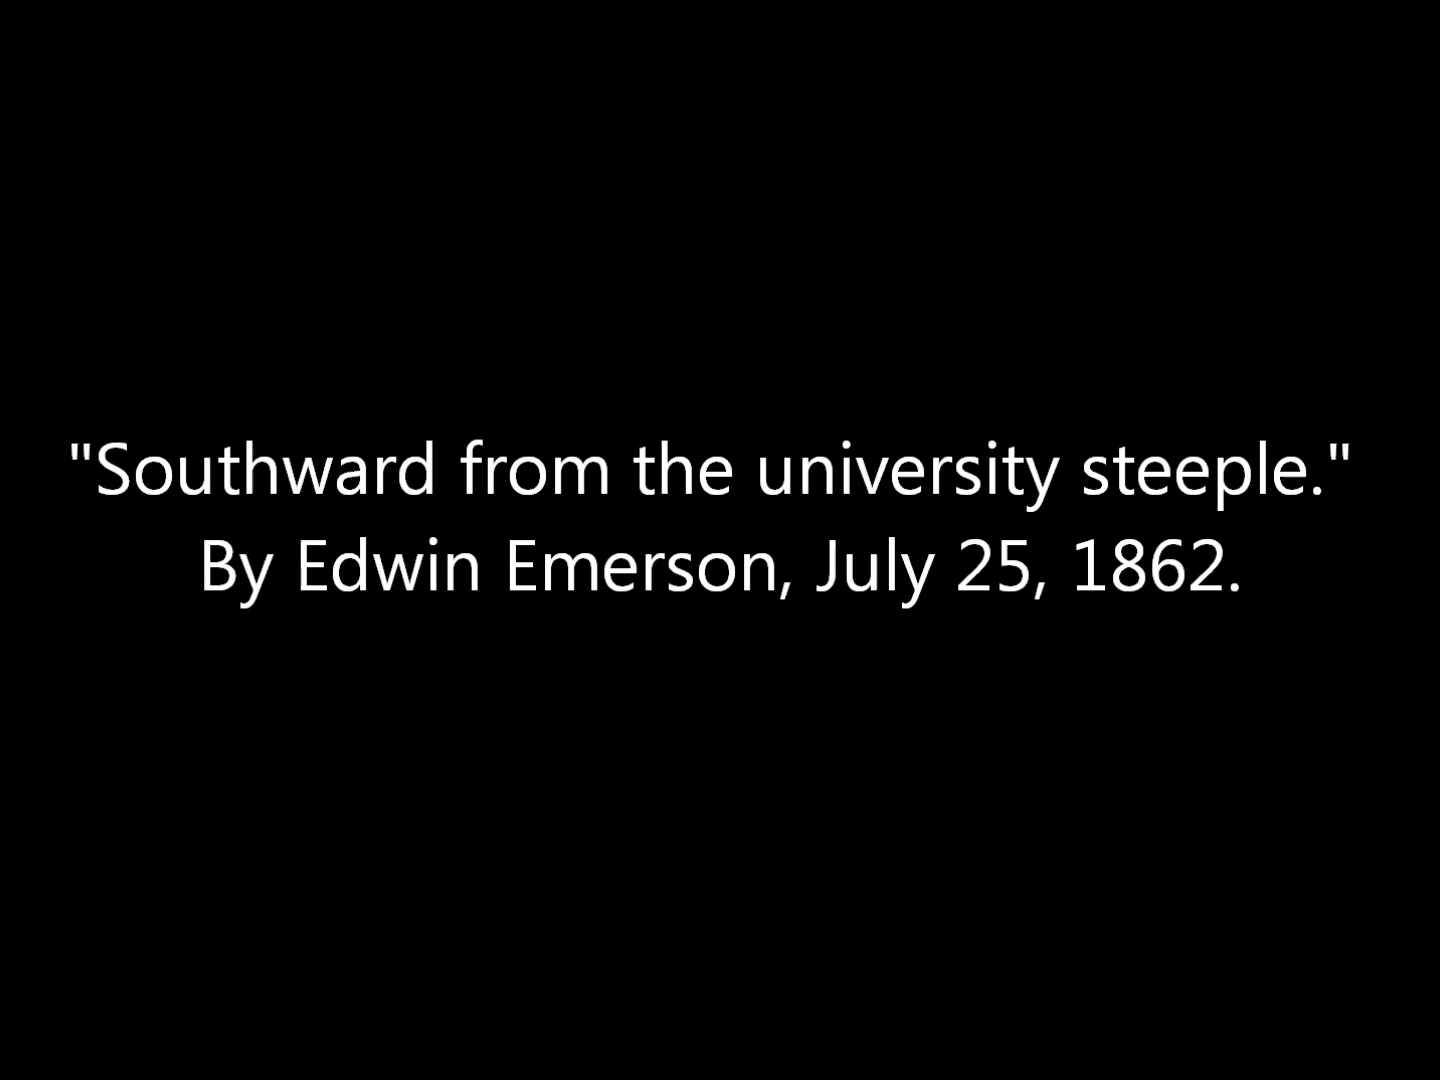 "Southward from the university steeple."
By Edwin Emerson, July 25, 1862.